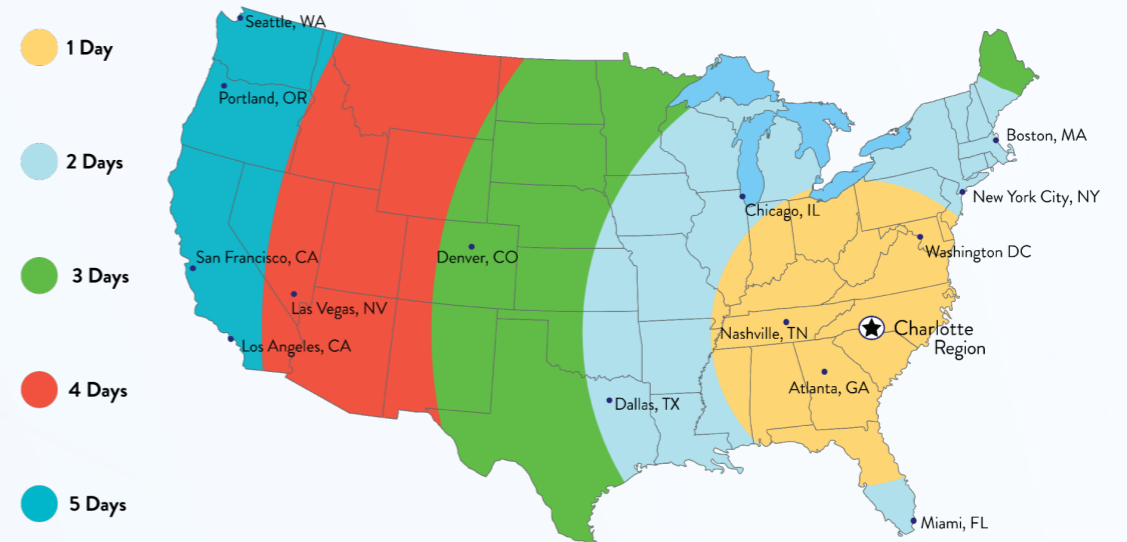 1 Day
2 Days
3 Days
4 Days
5 Days
Seattle, WA
Portland, OR
San Francisco, CA
Las Vegas, NV
Los Angeles, CA
Denver, CO
Dallas, TX
Chicago, IL
Nashville, TN
Atlanta, GA
Charlotte
Region
Washington DC
New York City, NY
Boston, MA
Miami, FL